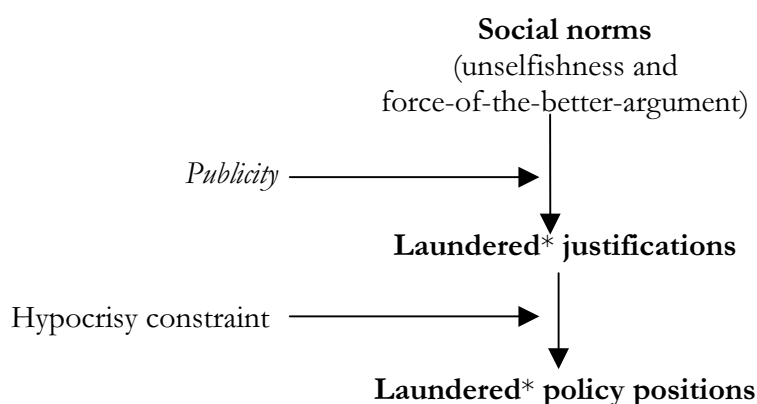 Social norms
(unselfishness and
force-of-the-better-argument)
Publicity
Laundered* justifications
Hypocrisy constraint
Laundered* policy positions